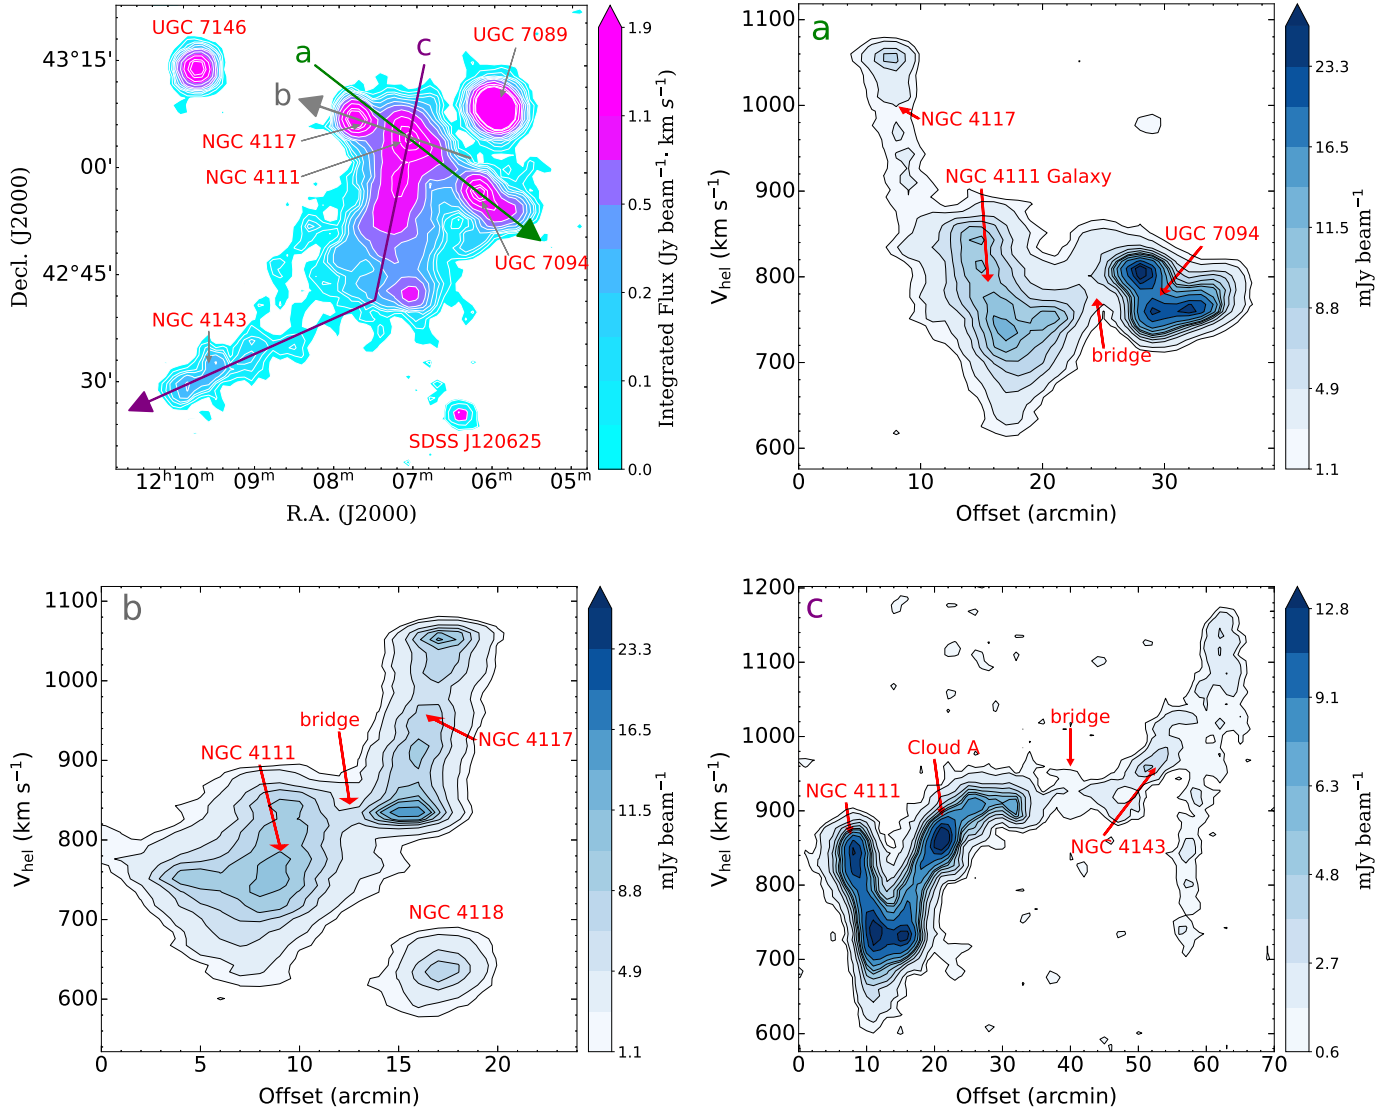 UGC 7146
UGC 7089
a
c
b
NGC 4117
NGC 4111
UGC 7094
NGC 4143
SDSS J120625
43°15'
00'
42°45'
30'
Decl. (J2000)
12ʰ10ᵐ 09ᵐ 08ᵐ 07ᵐ 06ᵐ 05ᵐ
R.A. (J2000)
1.9
1.1
0.5
0.2
0.1
0.0
Integrated Flux (Jy beam⁻¹· km s⁻¹)
a
NGC 4117
NGC 4111 Galaxy
UGC 7094
bridge
1100
1000
900
800
700
600
V_hel (km s⁻¹)
0 10 20 30
Offset (arcmin)
23.3
16.5
11.5
8.8
4.9
1.1
mJy beam⁻¹
b
bridge
NGC 4111
NGC 4117
NGC 4118
1100
1000
900
800
700
600
V_hel (km s⁻¹)
0 5 10 15 20
Offset (arcmin)
23.3
16.5
11.5
8.8
4.9
1.1
mJy beam⁻¹
c
bridge
Cloud A
NGC 4111
NGC 4143
1200
1100
1000
900
800
700
600
V_hel (km s⁻¹)
0 10 20 30 40 50 60 70
Offset (arcmin)
12.8
9.1
6.3
4.8
2.7
0.6
mJy beam⁻¹